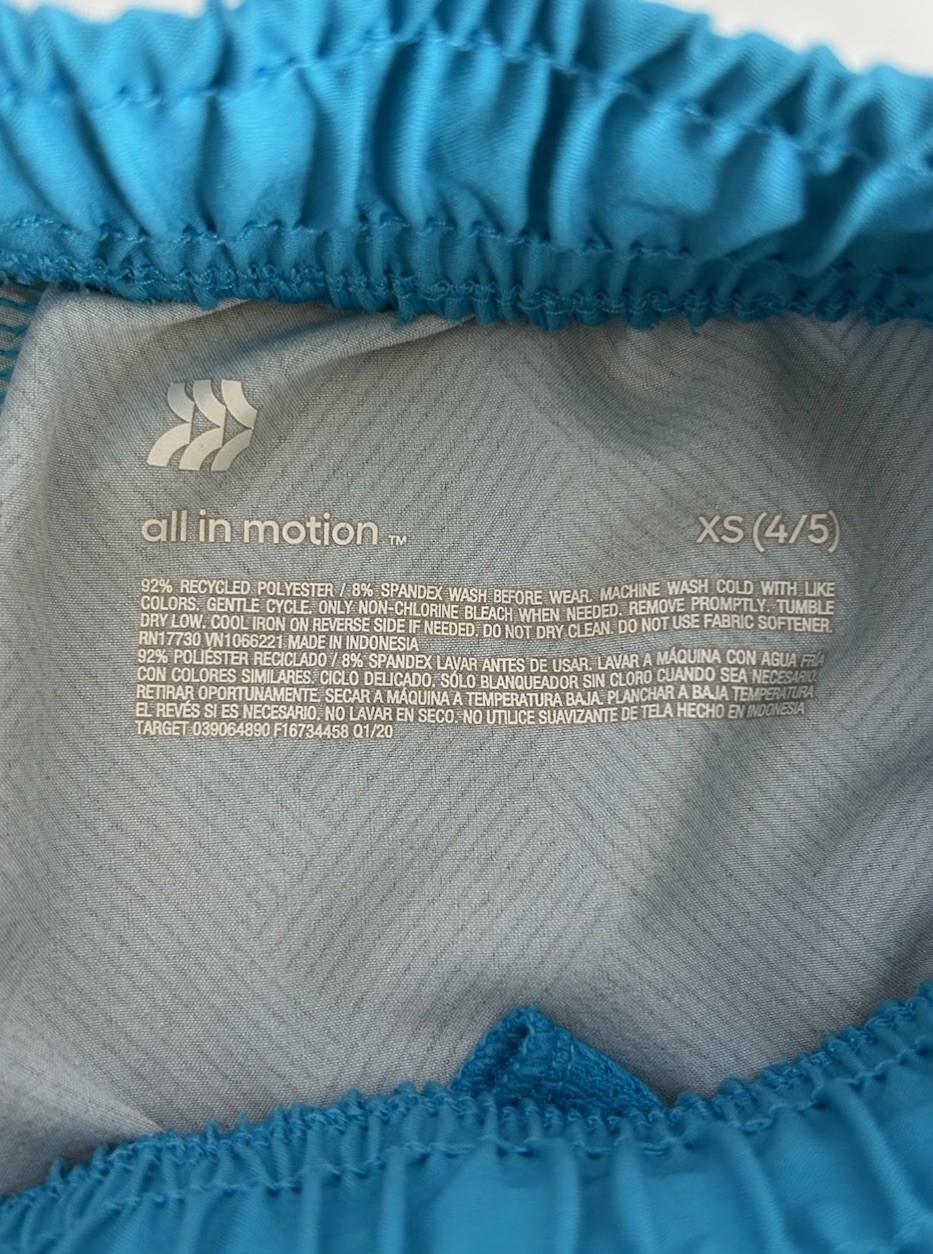 all in motion ™
XS (4/5)
92% RECYCLED POLYESTER / 8% SPANDEX WASH BEFORE WEAR. MACHINE WASH COLD WITH LIKE
COLORS. GENTLE CYCLE. ONLY NON-CHLORINE BLEACH WHEN NEEDED. REMOVE PROMPTLY. TUMBLE
DRY LOW. COOL IRON ON REVERSE SIDE IF NEEDED. DO NOT DRY CLEAN. DO NOT USE FABRIC SOFTENER.
RN17730 VN1066221 MADE IN INDONESIA
92% POLIÉSTER RECICLADO / 8% SPANDEX LAVAR ANTES DE USAR. LAVAR A MÁQUINA CON AGUA FRÍA
CON COLORES SIMILARES. CICLO DELICADO. SÓLO BLANQUEADOR SIN CLORO CUANDO SEA NECESARIO.
RETIRAR OPORTUNAMENTE. SECAR A MÁQUINA A TEMPERATURA BAJA. PLANCHAR A BAJA TEMPERATURA
EL REVÉS SI ES NECESARIO. NO LAVAR EN SECO. NO UTILICE SUAVIZANTE DE TELA HECHO EN INDONESIA
TARGET 039064890 F16734458 Q1/20